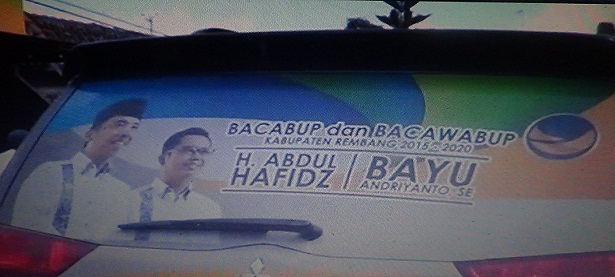 BACABUP dan BACAWABUP
KABUPATEN REMBANG 2015-2020
H. ABDUL HAFIDZ
BAYU ANDRIYANTO SE